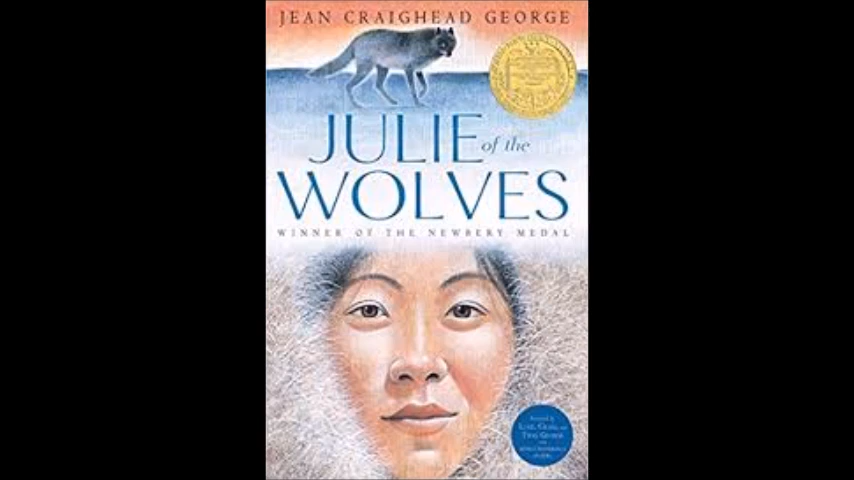 JEAN CRAIGHEAD GEORGE
JULIE
of the
WOLVES
WINNER OF THE NEWBERY MEDAL